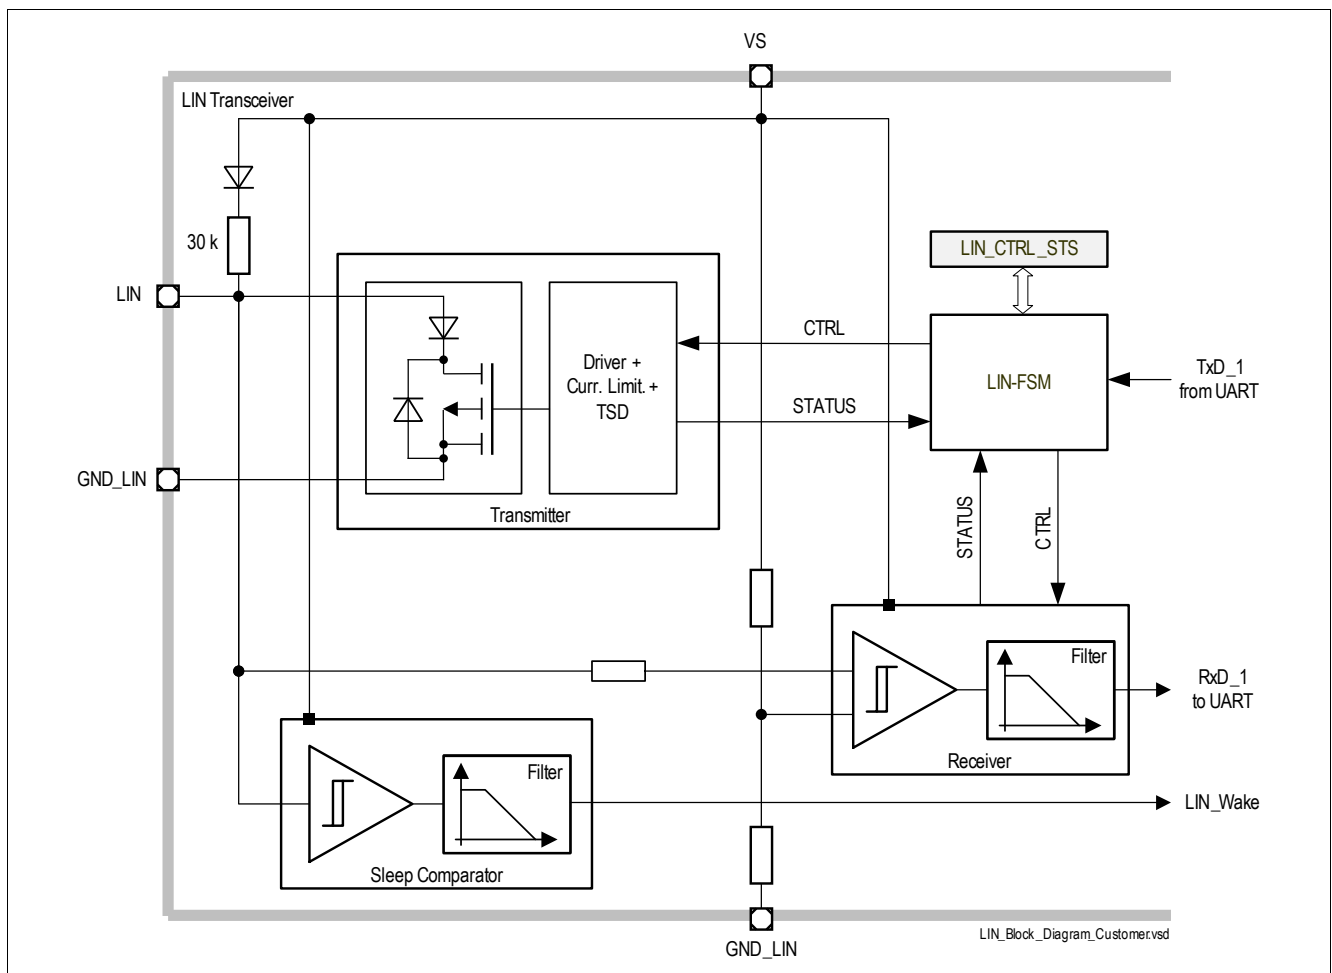 VS
LIN Transceiver
30 k
LIN_CTRL_STS
LIN
CTRL
Driver +
Curr. Limit. +
TSD
LIN-FSM
TxD_1
from UART
STATUS
GND_LIN
Transmitter
STATUS
CTRL
Filter
RxD_1
to UART
Receiver
Filter
LIN_Wake
Sleep Comparator
GND_LIN
LIN_Block_Diagram_Customer.vsd